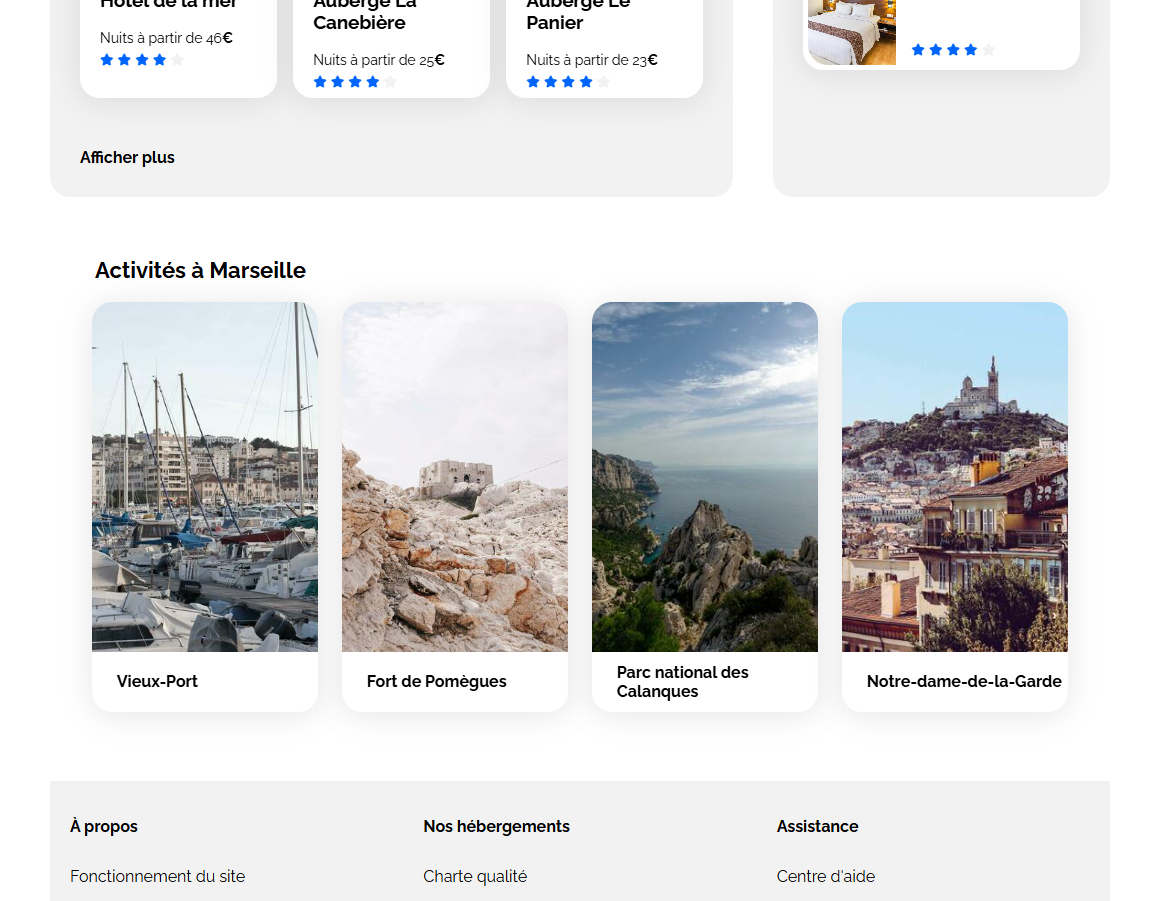 Hôtel de la mer
Nuits à partir de 46€
Auberge La
Canebière
Nuits à partir de 25€
Auberge Le
Panier
Nuits à partir de 23€
Afficher plus
Activités à Marseille
Vieux-Port
Fort de Pomègues
Parc national des
Calanques
Notre-dame-de-la-Garde
À propos
Nos hébergements
Assistance
Fonctionnement du site
Charte qualité
Centre d'aide